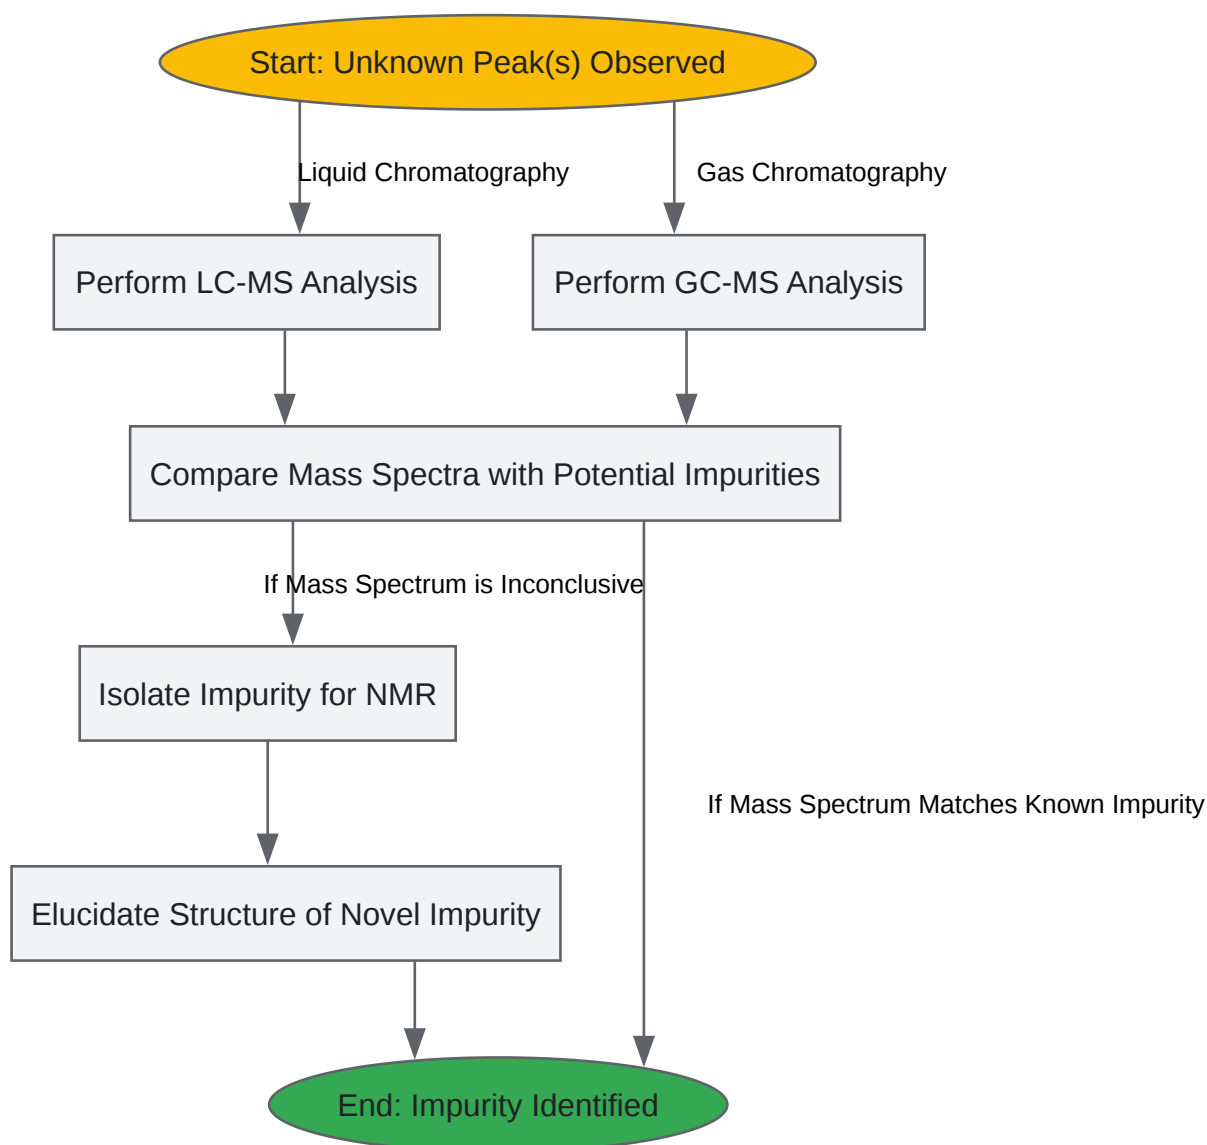 Start: Unknown Peak(s) Observed
Liquid Chromatography
Gas Chromatography
Perform LC-MS Analysis
Perform GC-MS Analysis
Compare Mass Spectra with Potential Impurities
If Mass Spectrum is Inconclusive
Isolate Impurity for NMR
If Mass Spectrum Matches Known Impurity
Elucidate Structure of Novel Impurity
End: Impurity Identified